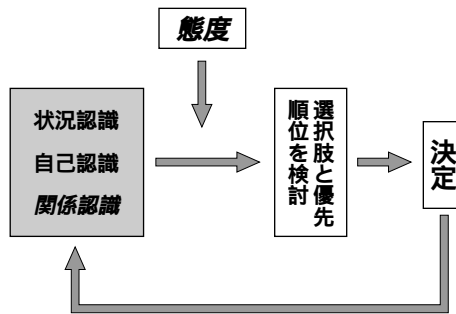 態度
状況認識
自己認識
関係認識
選択肢と優先
順位を検討
決定